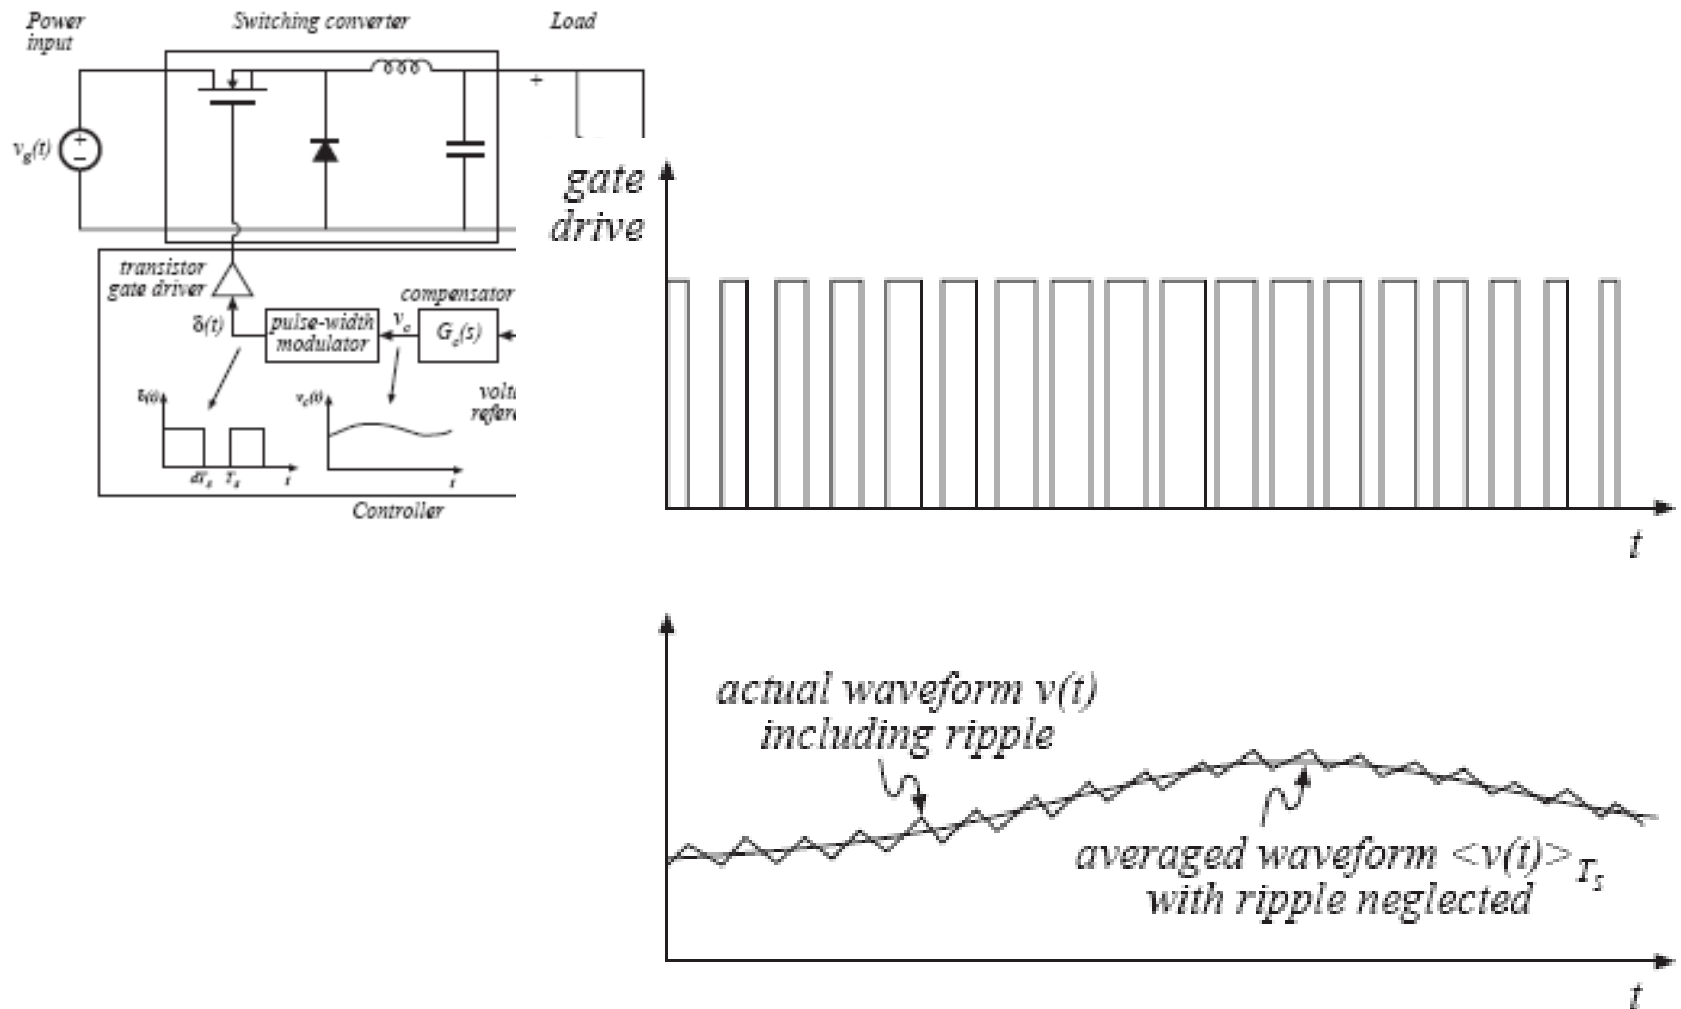 Power
input
Switching converter
Load
+
v_g(t)
+
−
transistor
gate driver
δ(t)
pulse-width
modulator
v_c
compensator
G_c(s)
δ(t)
dT_s T_s t
v_c(t)
t
Controller
gate
drive
t
actual waveform v(t)
including ripple
averaged waveform <v(t)>_{T_s}
with ripple neglected
t